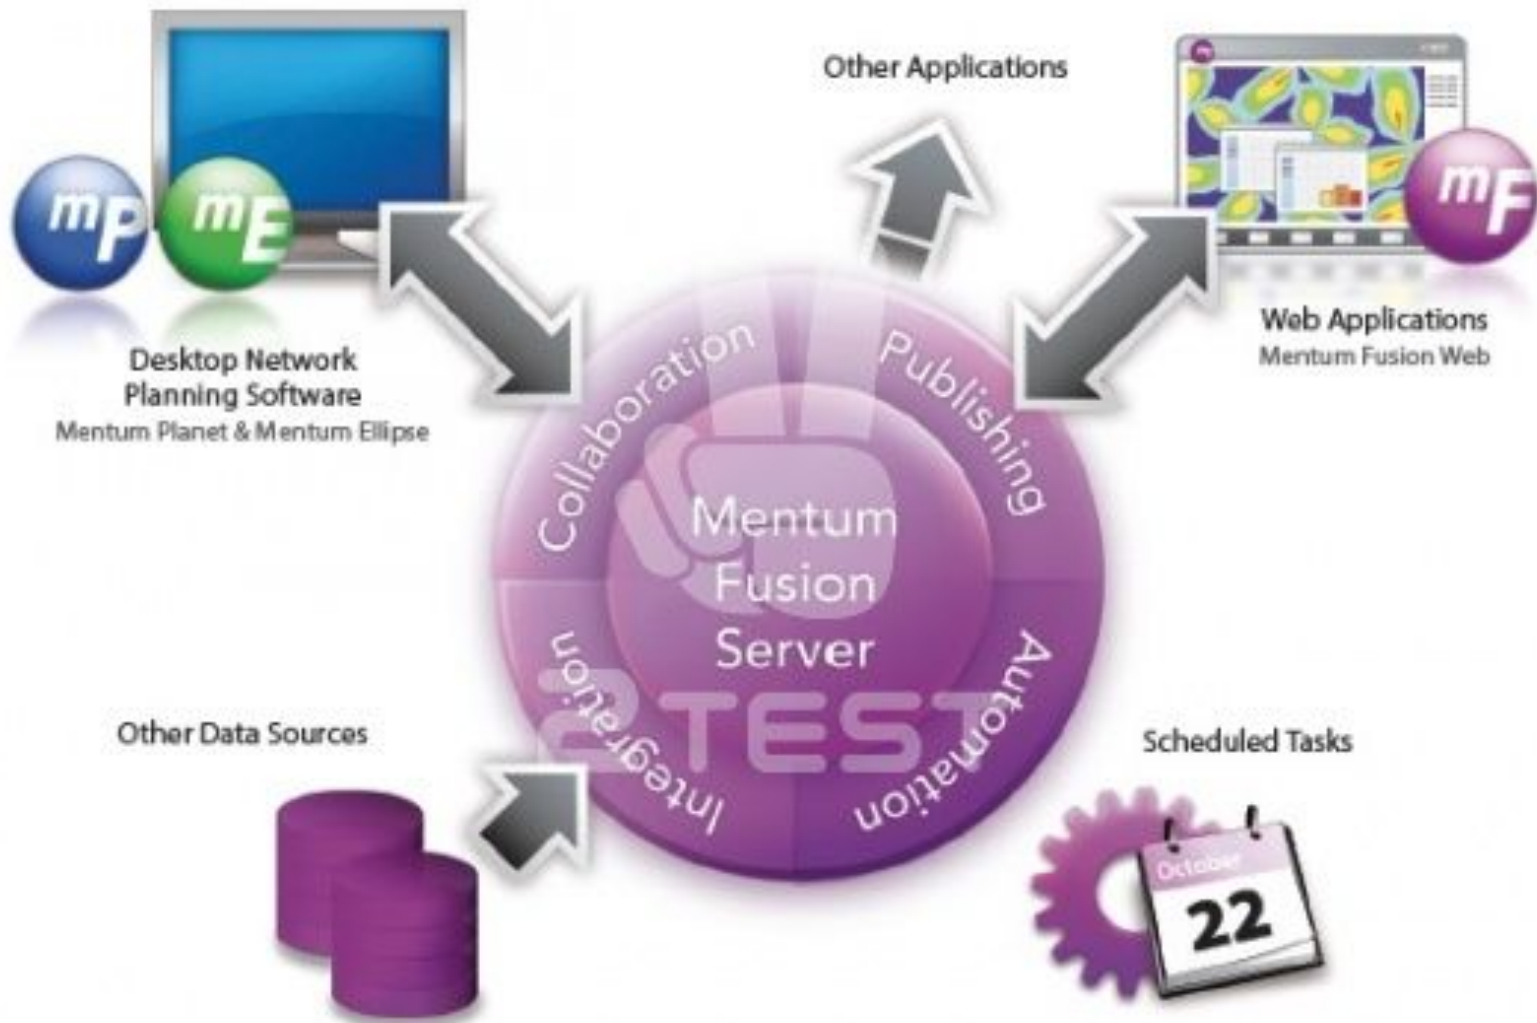 Other Applications
mP
mE
mF
Desktop Network
Planning Software
Mentum Planet & Mentum Ellipse
Web Applications
Mentum Fusion Web
Collaboration
Publishing
Mentum
Fusion
Server
Integration
Automation
2TEST
Other Data Sources
Scheduled Tasks
October
22